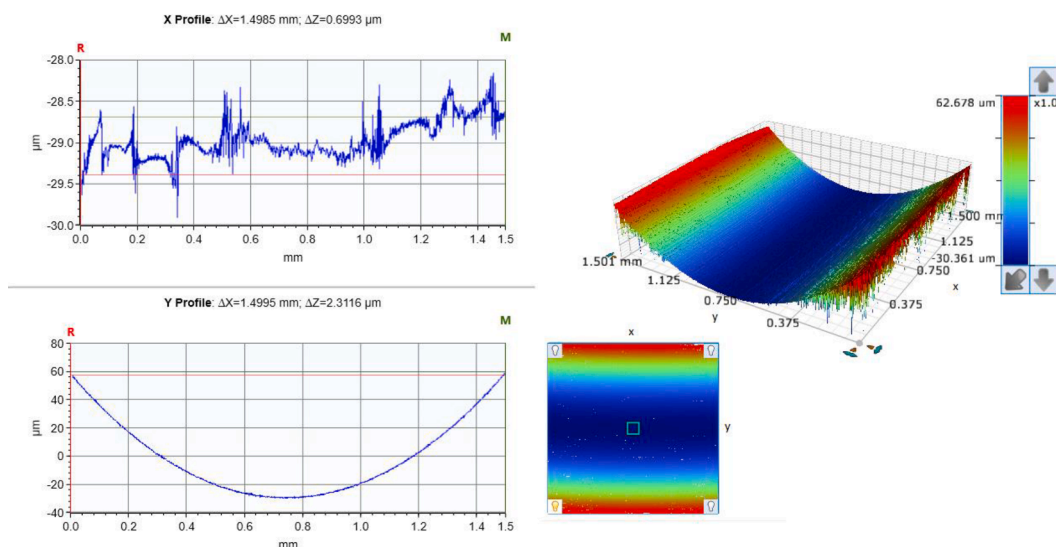 X Profile: ΔX=1.4985 mm; ΔZ=0.6993 µm
R
M
-28.0
-28.5
-29.0
-29.5
-30.0
µm
0.0 0.2 0.4 0.6 0.8 1.0 1.2 1.4 1.5
mm
Y Profile: ΔX=1.4995 mm; ΔZ=2.3116 µm
R
M
80
60
40
20
0
-20
-40
µm
0.0 0.2 0.4 0.6 0.8 1.0 1.2 1.4 1.5
mm
62.678 um
x1.0
1.500 mm
1.125
-30.361 um
0.750
0.375
x
1.501 mm
1.125
0.750
y
0.375
x
y